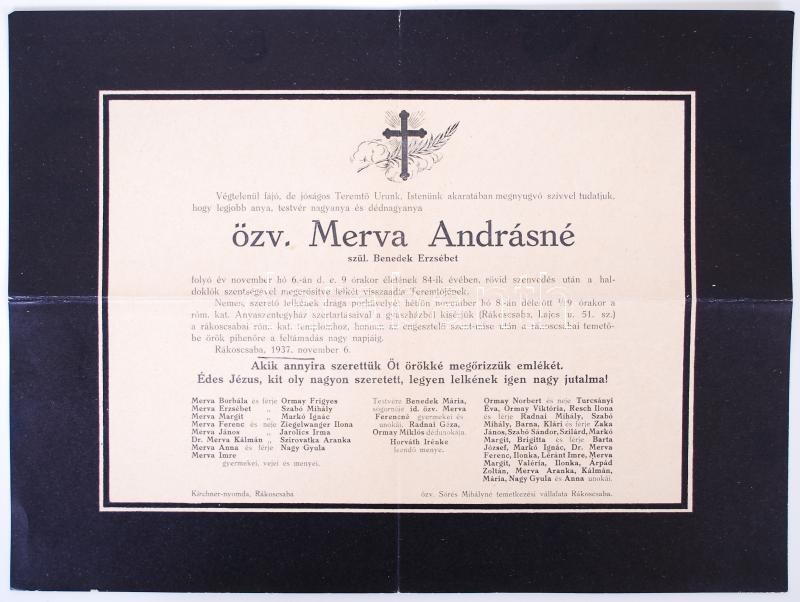 Végtelenül fájó, de jóságos Teremtő Urunk, Istenünk akaratában megnyugvó szívvel tudatjuk,
hogy legjobb anya, testvér nagyanya és dédnagyanya
özv. Merva Andrásné
szül. Benedek Erzsébet
folyó év november hó 6.-án d. e. 9 órakor életének 84-ik évében, rövid szenvedés után a hal-
doklók szentségével megerősítve lelkét visszaadta Teremtőjének.
Nemes, szerető lelkének drága porhüvelyét hétfőn november hó 8.-án délelőtt ½9 órakor a
róm. kat. Anyaszentegyház szertartásaival a gyászházból kísérjük (Rákoscsaba, Lajos u. 51. sz.)
a rákoscsabai róm. kat. templomhoz, honnan az engesztelő szent-mise után a rákoscsabai temető-
be örök pihenőre a feltámadás nagy napjáig.
Rákoscsaba, 1937. november 6.
Akik annyira szerettük Őt örökké megőrizzük emlékét.
Édes Jézus, kit oly nagyon szeretett, legyen lelkének igen nagy jutalma!
Merva Borbála és férje Ormay Frigyes
Merva Erzsébet „ Szabó Mihály
Merva Margit „ Markó Ignác
Merva Ferenc és neje Ziegelwanger Ilona
Merva János „ Jarolics Irma
Dr. Merva Kálmán „ Szirovatka Aranka
Merva Anna és férje Nagy Gyula
Merva Imre
gyermekei, vejei és menyei.
Testvére Benedek Mária,
sógornője id. özv. Merva
Ferencné gyermekei és
unokái. Radnai Géza,
Ormay Miklós dédunokája.
Horváth Irénke
leendő menye.
Ormay Norbert és neje Turcsányi
Éva, Ormay Viktória, Resch Ilona
és férje Radnai Mihály, Szabó
Mihály, Barna, Klári és férje Zaka
János, Szabó Sándor, Szilárd, Markó
Margit, Brigitta és férje Barta
József, Markó Ignác, Dr. Merva
Ferenc, Ilonka, Léránt Imre, Merva
Margit, Valéria, Ilonka, Árpád
Zoltán, Merva Aranka, Kálmán,
Mária, Nagy Gyula és Anna unokái.
Kirchner-nyomda, Rákoscsaba
özv. Sörés Mihályné temetkezési vállalata Rákoscsaba.